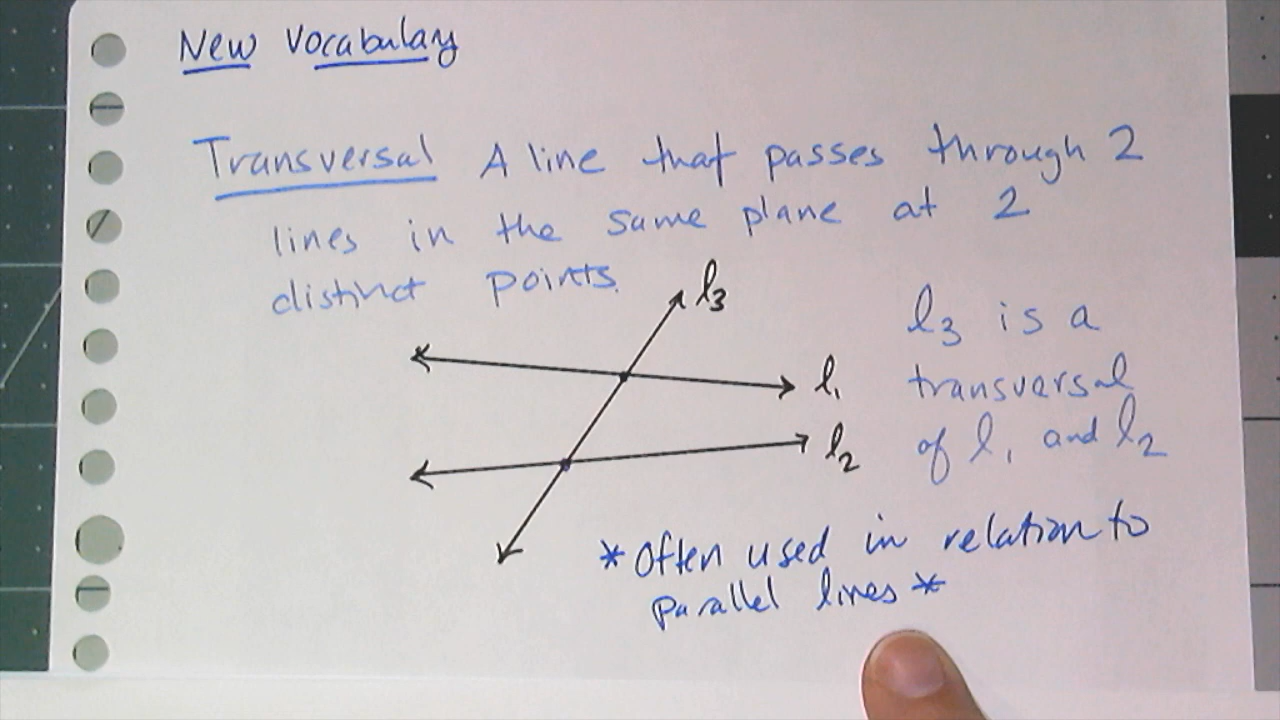 New Vocabulary
Transversal A line that passes through 2
lines in the same plane at 2
distinct points.
l3
l1
l2
l3 is a
transversal
of l1 and l2
*Often used in relation to
parallel lines*